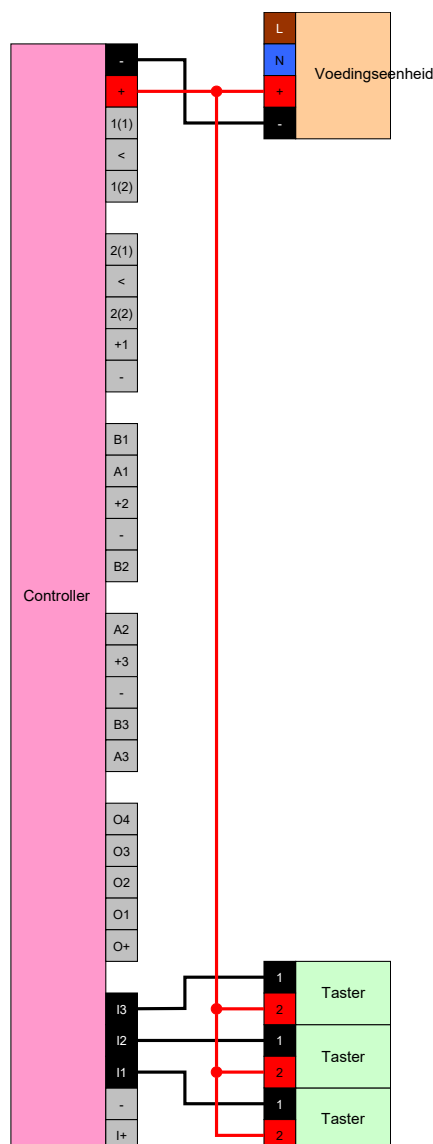 L
N
+
-
Voedingseenheid
-
+
1(1)
<
1(2)
2(1)
<
2(2)
+1
-
B1
A1
+2
-
B2
Controller
A2
+3
-
B3
A3
O4
O3
O2
O1
O+
I3
I2
I1
-
I+
1
2
Taster
1
2
Taster
1
2
Taster